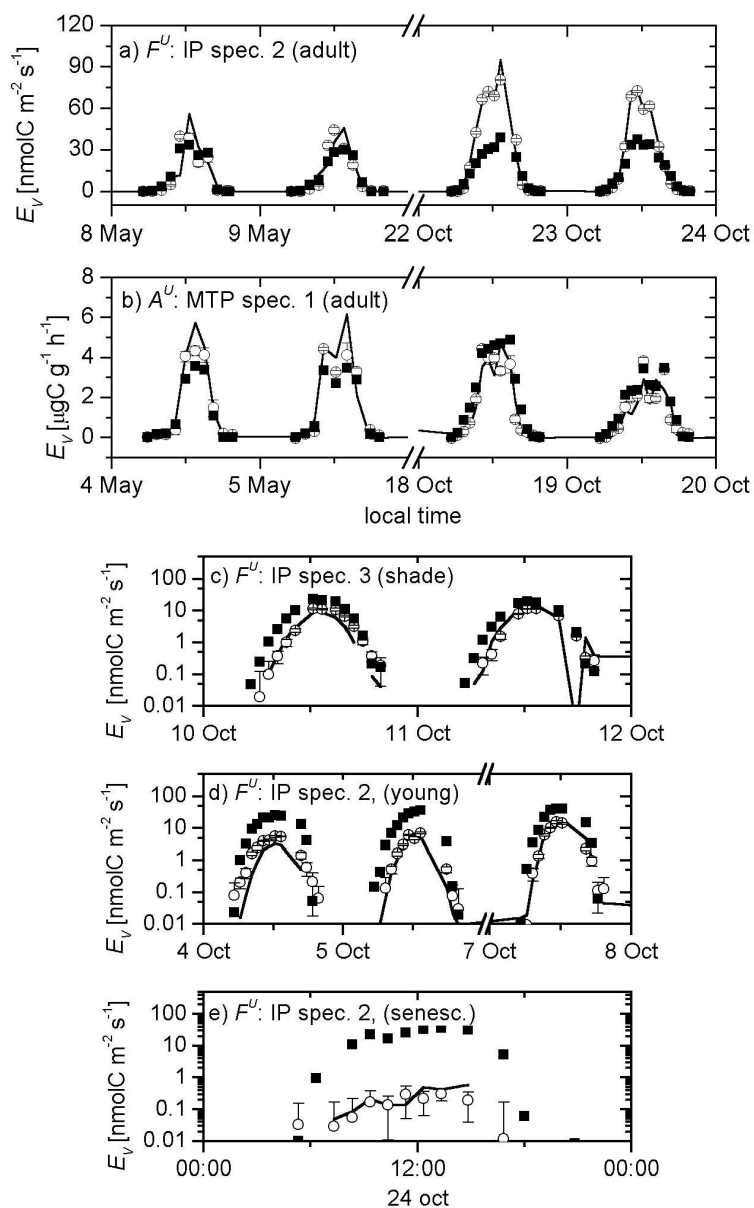 120
90
60
30
0
E_V [nmolC m⁻² s⁻¹]
a) F^U: IP spec. 2 (adult)
8 May 9 May 22 Oct 23 Oct 24 Oct
8
6
4
2
0
E_V [µgC g⁻¹ h⁻¹]
b) A^U: MTP spec. 1 (adult)
4 May 5 May 18 Oct 19 Oct 20 Oct
local time
100
10
1
0.1
0.01
E_V [nmolC m⁻² s⁻¹]
c) F^U: IP spec. 3 (shade)
10 Oct 11 Oct 12 Oct
100
10
1
0.1
0.01
E_V [nmolC m⁻² s⁻¹]
d) F^U: IP spec. 2, (young)
4 Oct 5 Oct 7 Oct 8 Oct
100
10
1
0.1
0.01
E_V [nmolC m⁻² s⁻¹]
e) F^U: IP spec. 2, (senesc.)
00:00 12:00 00:00
24 oct